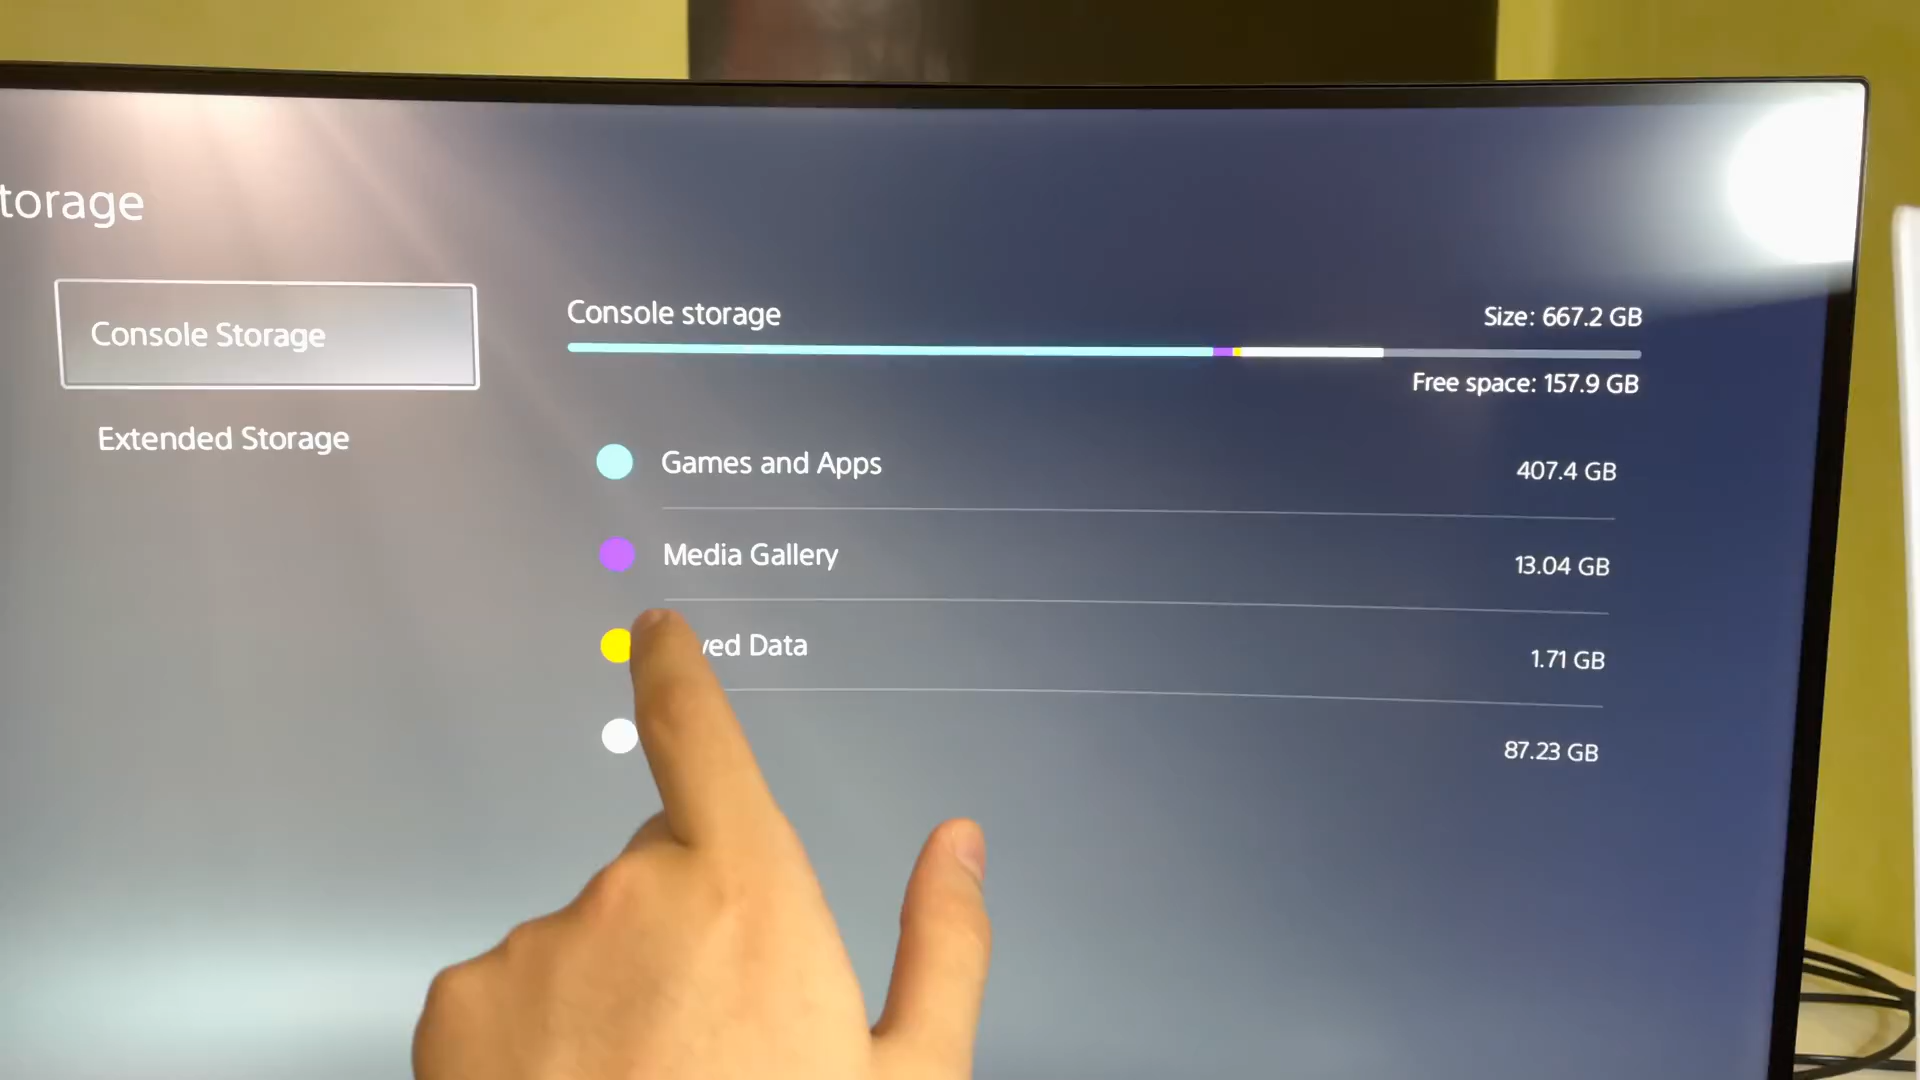 torage
Console Storage
Extended Storage
Console storage
Size: 667.2 GB
Free space: 157.9 GB
Games and Apps
407.4 GB
Media Gallery
13.04 GB
ved Data
1.71 GB
87.23 GB